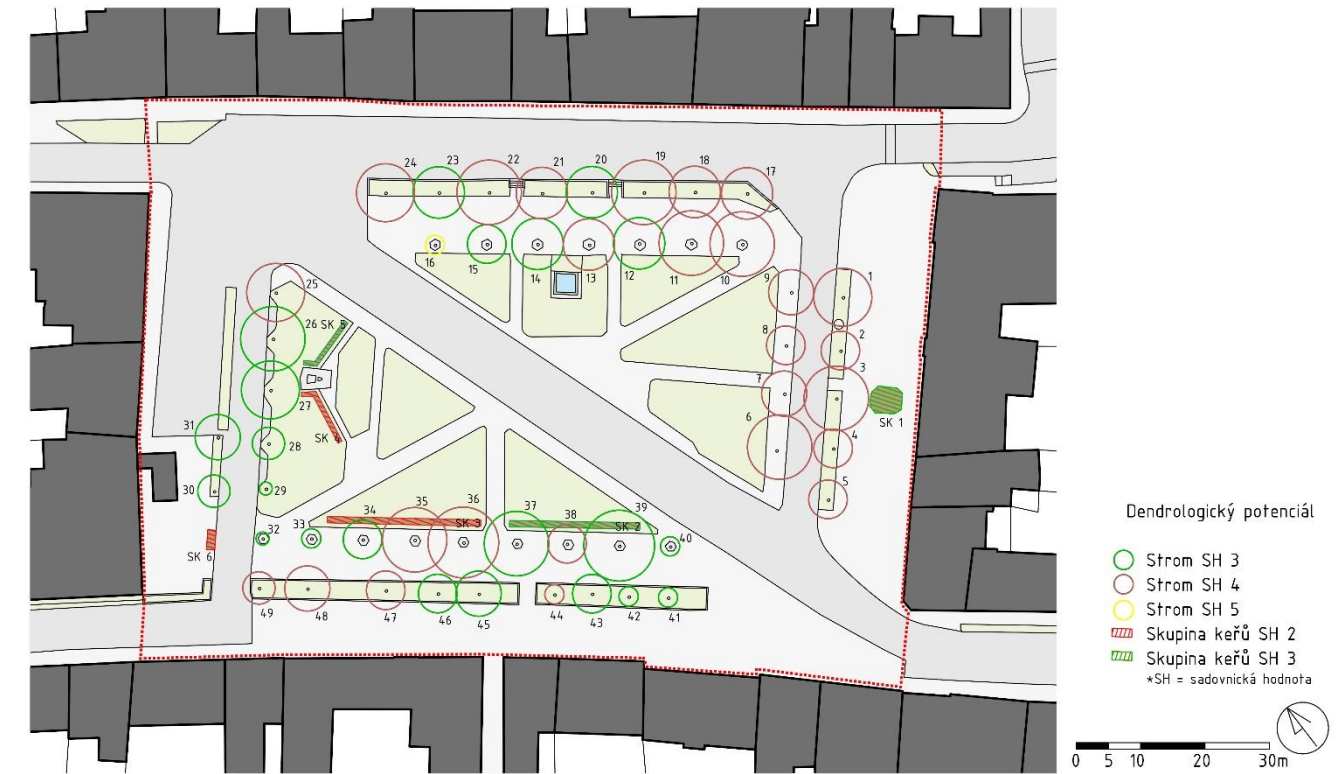 24 23 22 21 20 19 18 17
16 15 14 13 12 11 10
9 1
25
26 SK 5
8 2
7 3
27
SK 1
6
31 SK 4
28 4
30 29 5
34 35 36 37 38 39
SK 3 SK 2
32 33 40
SK 6
49 48 47 46 45 44 43 42 41
Dendrologický potenciál
Strom SH 3
Strom SH 4
Strom SH 5
Skupina keřů SH 2
Skupina keřů SH 3
*SH = sadovnická hodnota
0 5 10 20 30m